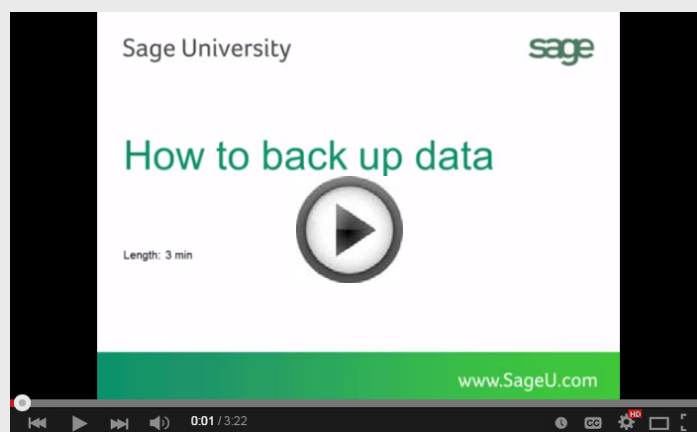 Sage University
sage
How to back up data
Length: 3 min
www.SageU.com
0:01 / 3:22
CC
HD